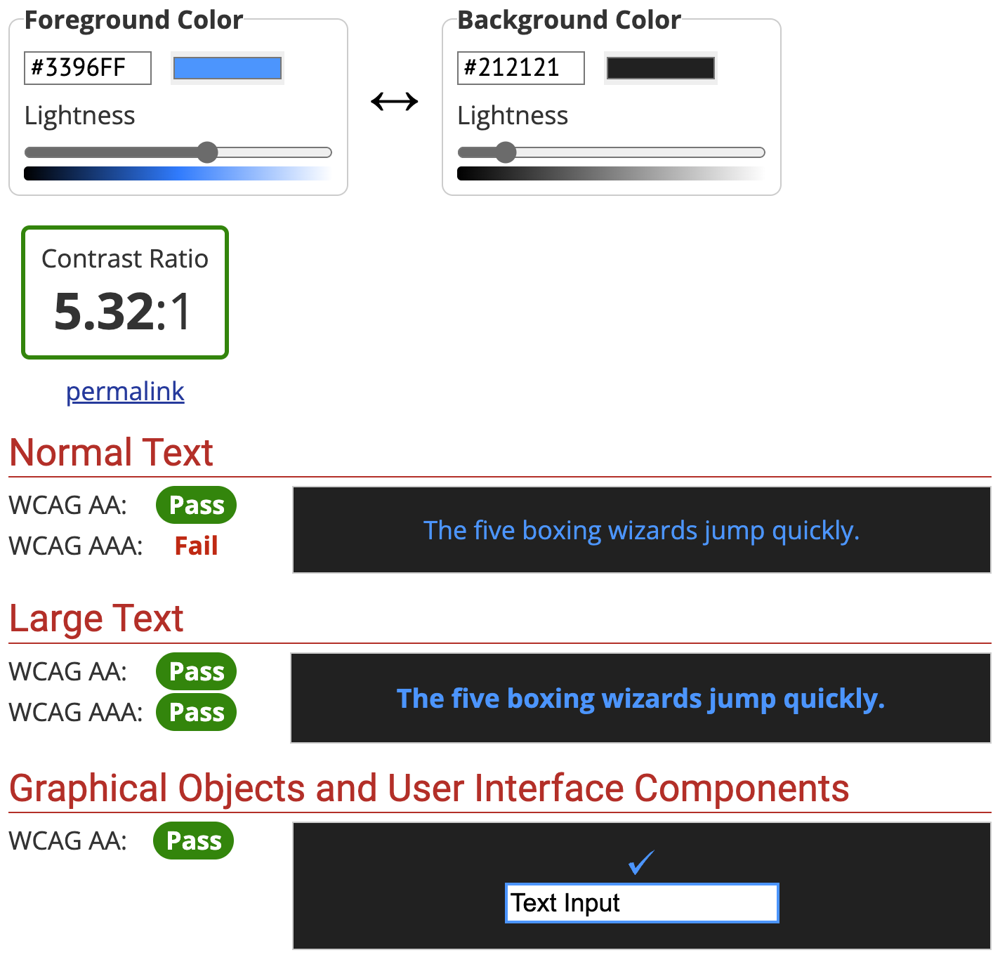 Foreground Color
#3396FF
Lightness
Background Color
#212121
Lightness
Contrast Ratio
5.32:1
permalink
Normal Text
WCAG AA: Pass
WCAG AAA: Fail
The five boxing wizards jump quickly.
Large Text
WCAG AA: Pass
WCAG AAA: Pass
The five boxing wizards jump quickly.
Graphical Objects and User Interface Components
WCAG AA: Pass
Text Input